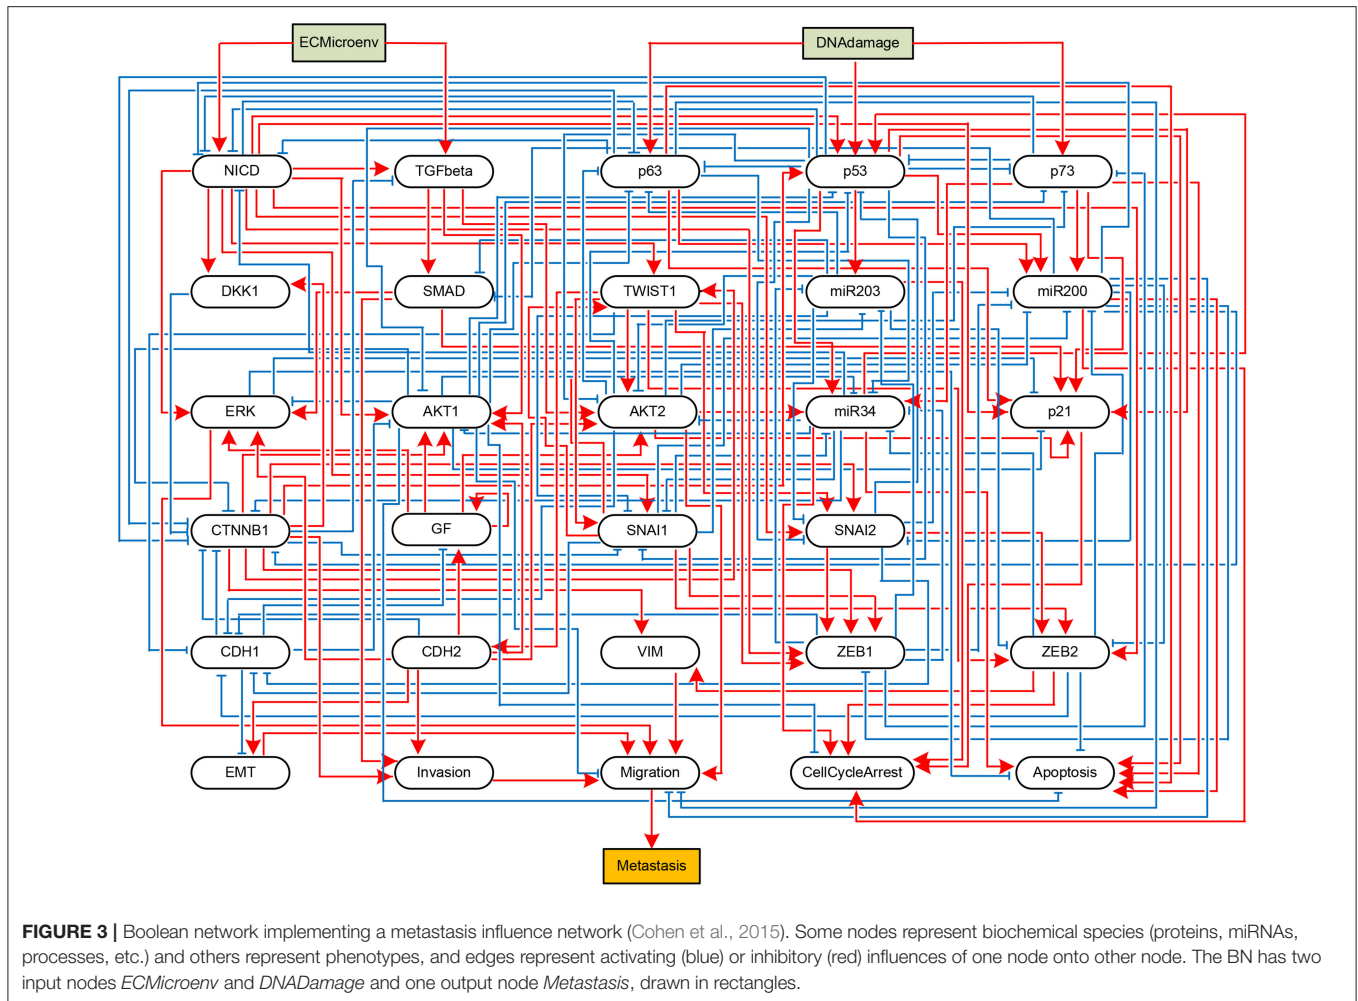 ECMicroenv
DNAdamage
NICD
TGFbeta
p63
p53
p73
DKK1
SMAD
TWIST1
miR203
miR200
ERK
AKT1
AKT2
miR34
p21
CTNNB1
GF
SNAI1
SNAI2
CDH1
CDH2
VIM
ZEB1
ZEB2
EMT
Invasion
Migration
CellCycleArrest
Apoptosis
Metastasis
FIGURE 3 | Boolean network implementing a metastasis influence network (Cohen et al., 2015). Some nodes represent biochemical species (proteins, miRNAs,
processes, etc.) and others represent phenotypes, and edges represent activating (blue) or inhibitory (red) influences of one node onto other node. The BN has two
input nodes ECMicroenv and DNADamage and one output node Metastasis, drawn in rectangles.